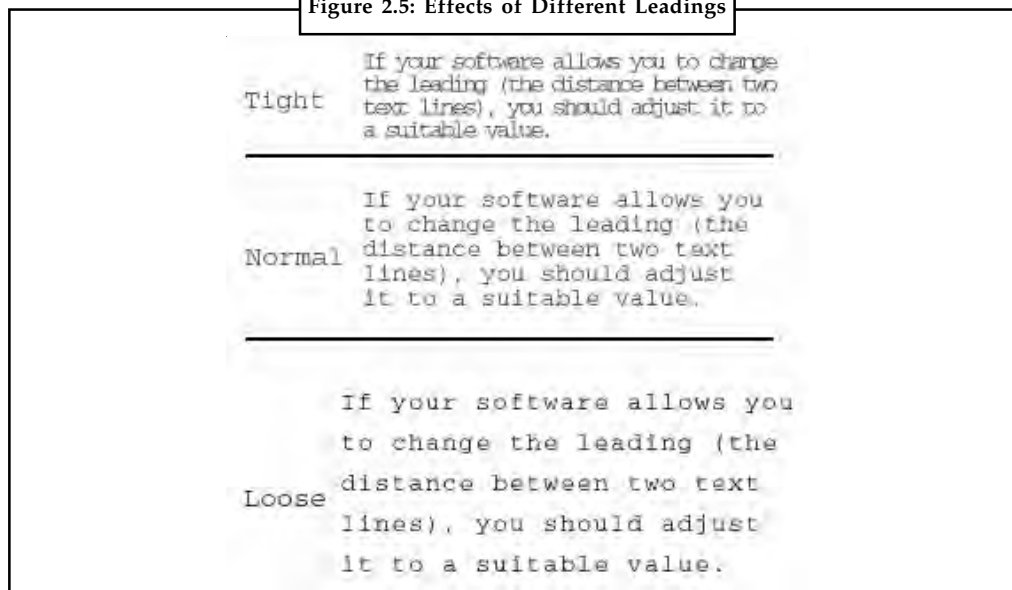 Figure 2.5: Effects of Different Leadings
Tight
If your software allows you to change
the leading (the distance between two
text lines), you should adjust it to
a suitable value.
Normal
If your software allows you
to change the leading (the
distance between two text
lines), you should adjust
it to a suitable value.
Loose
If your software allows you
to change the leading (the
distance between two text
lines), you should adjust
it to a suitable value.